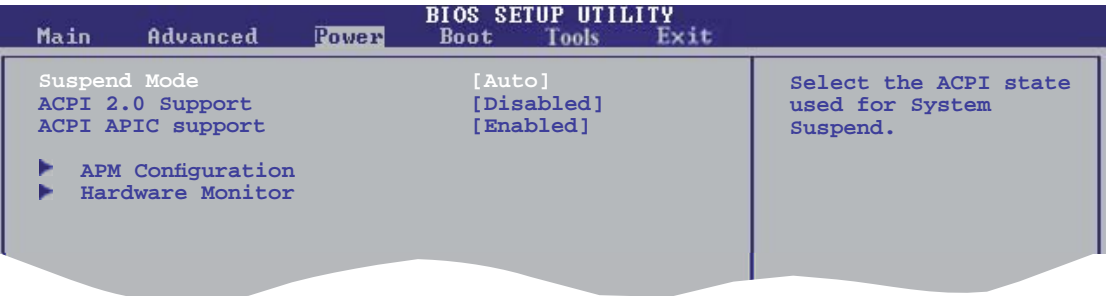 BIOS SETUP UTILITY
Main Advanced Power Boot Tools Exit
Suspend Mode [Auto]
ACPI 2.0 Support [Disabled]
ACPI APIC support [Enabled]
APM Configuration
Hardware Monitor
Select the ACPI state
used for System
Suspend.